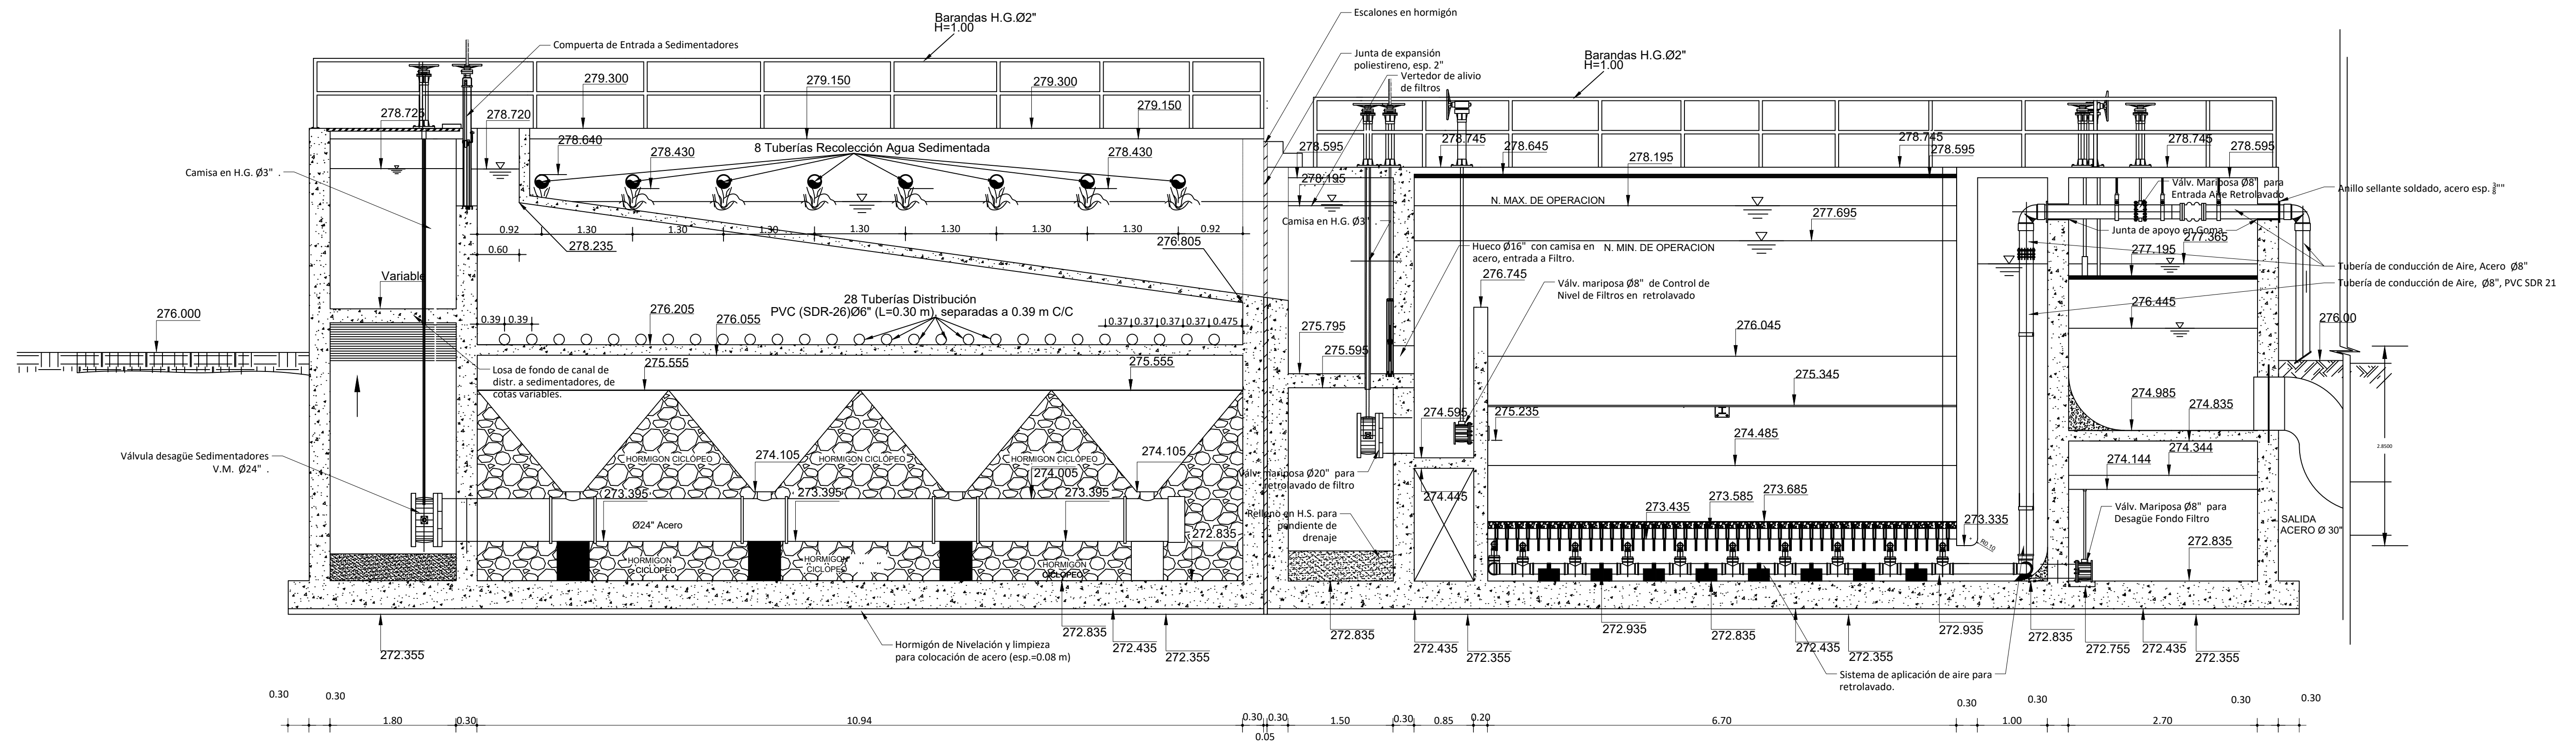 Barandas H.G.Ø2"
H=1.00
Compuerta de Entrada a Sedimentadores
Escalones en hormigón
Junta de expansión
poliestireno, esp. 2"
Vertedor de alivio
de filtros
Barandas H.G.Ø2"
H=1.00
279.300
279.150
279.300
279.150
278.725
278.720
278.640
278.430
8 Tuberías Recolección Agua Sedimentada
278.430
278.595
278.745
278.645
278.195
278.745
278.595
278.745
278.595
Camisa en H.G. Ø3" .
278.195
N. MAX. DE OPERACION
Válv. Mariposa Ø8" para
Entrada Aire Retrolavado
Anillo sellante soldado, acero esp. 3/8""
277.695
Camisa en H.G. Ø3" .
Junta de apoyo en Goma
277.365
0.92
1.30
1.30
1.30
1.30
1.30
1.30
1.30
0.92
0.60
278.235
276.805
Hueco Ø16" con camisa en
acero, entrada a Filtro.
N. MIN. DE OPERACION
277.195
Tubería de conducción de Aire, Acero Ø8"
Variable
276.745
Válv. mariposa Ø8" de Control de
Nivel de Filtros en retrolavado
Tubería de conducción de Aire, Ø8", PVC SDR 21
28 Tuberías Distribución
PVC (SDR-26)Ø6" (L=0.30 m), separadas a 0.39 m C/C
276.445
276.000
0.39
0.39
276.205
276.055
0.37
0.37
0.37
0.37
0.475
276.045
276.00
275.795
275.595
Losa de fondo de canal de
distr. a sedimentadores, de
cotas variables.
275.555
275.555
275.345
274.595
275.235
274.985
274.835
274.485
274.344
2.8500
Válvula desagüe Sedimentadores
V.M. Ø24" .
HORMIGON CICLÓPEO
HORMIGON CICLÓPEO
HORMIGON CICLÓPEO
274.105
274.005
274.105
Válv. mariposa Ø20" para
retrolavado de filtro
274.144
273.395
273.395
273.395
274.445
273.585
273.685
273.435
Ø24" Acero
Relleno en H.S. para
pendiente de
drenaje
273.335
R0.10
Válv. Mariposa Ø8" para
Desagüe Fondo Filtro
SALIDA
ACERO Ø 30"
272.835
272.835
HORMIGON
CICLÓPEO
HORMIGON
CICLÓPEO
HORMIGON
CICLÓPEO
272.355
Hormigón de Nivelación y limpieza
para colocación de acero (esp.=0.08 m)
272.835
272.435
272.355
272.835
272.435
272.355
272.935
272.835
272.435
272.355
272.935
272.835
272.755
272.435
272.355
Sistema de aplicación de aire para
retrolavado.
0.30
0.30
1.80
0.30
10.94
0.30
0.30
0.05
1.50
0.30
0.85
0.20
6.70
0.30
1.00
0.30
2.70
0.30
0.30